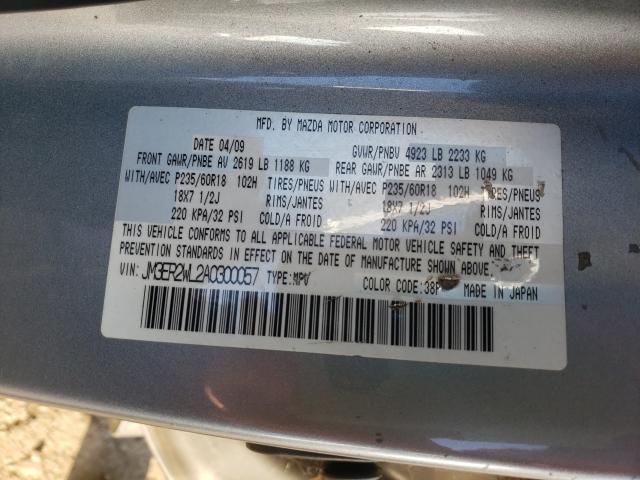 MFD. BY MAZDA MOTOR CORPORATION
DATE 04/09 GVWR/PNBV 4923 LB 2233 KG
FRONT GAWR/PNBE AV 2619 LB 1188 KG REAR GAWR/PNBE AR 2313 LB 1049 KG
WITH/AVEC P235/60R18 102H TIRES/PNEUS WITH/AVEC P235/60R18 102H TIRES/PNEUS
18X7 1/2J RIMS/JANTES 18X7 1/2J RIMS/JANTES
220 KPA/32 PSI COLD/A FROID 220 KPA/32 PSI COLD/A FROID
THIS VEHICLE CONFORMS TO ALL APPLICABLE FEDERAL MOTOR VEHICLE SAFETY AND THEFT
PREVENTION STANDARDS IN EFFECT ON THE DATE OF MANUFACTURE SHOWN ABOVE.
VIN: JM3ER2WL2A0300057 TYPE:MPV COLOR CODE:38P MADE IN JAPAN